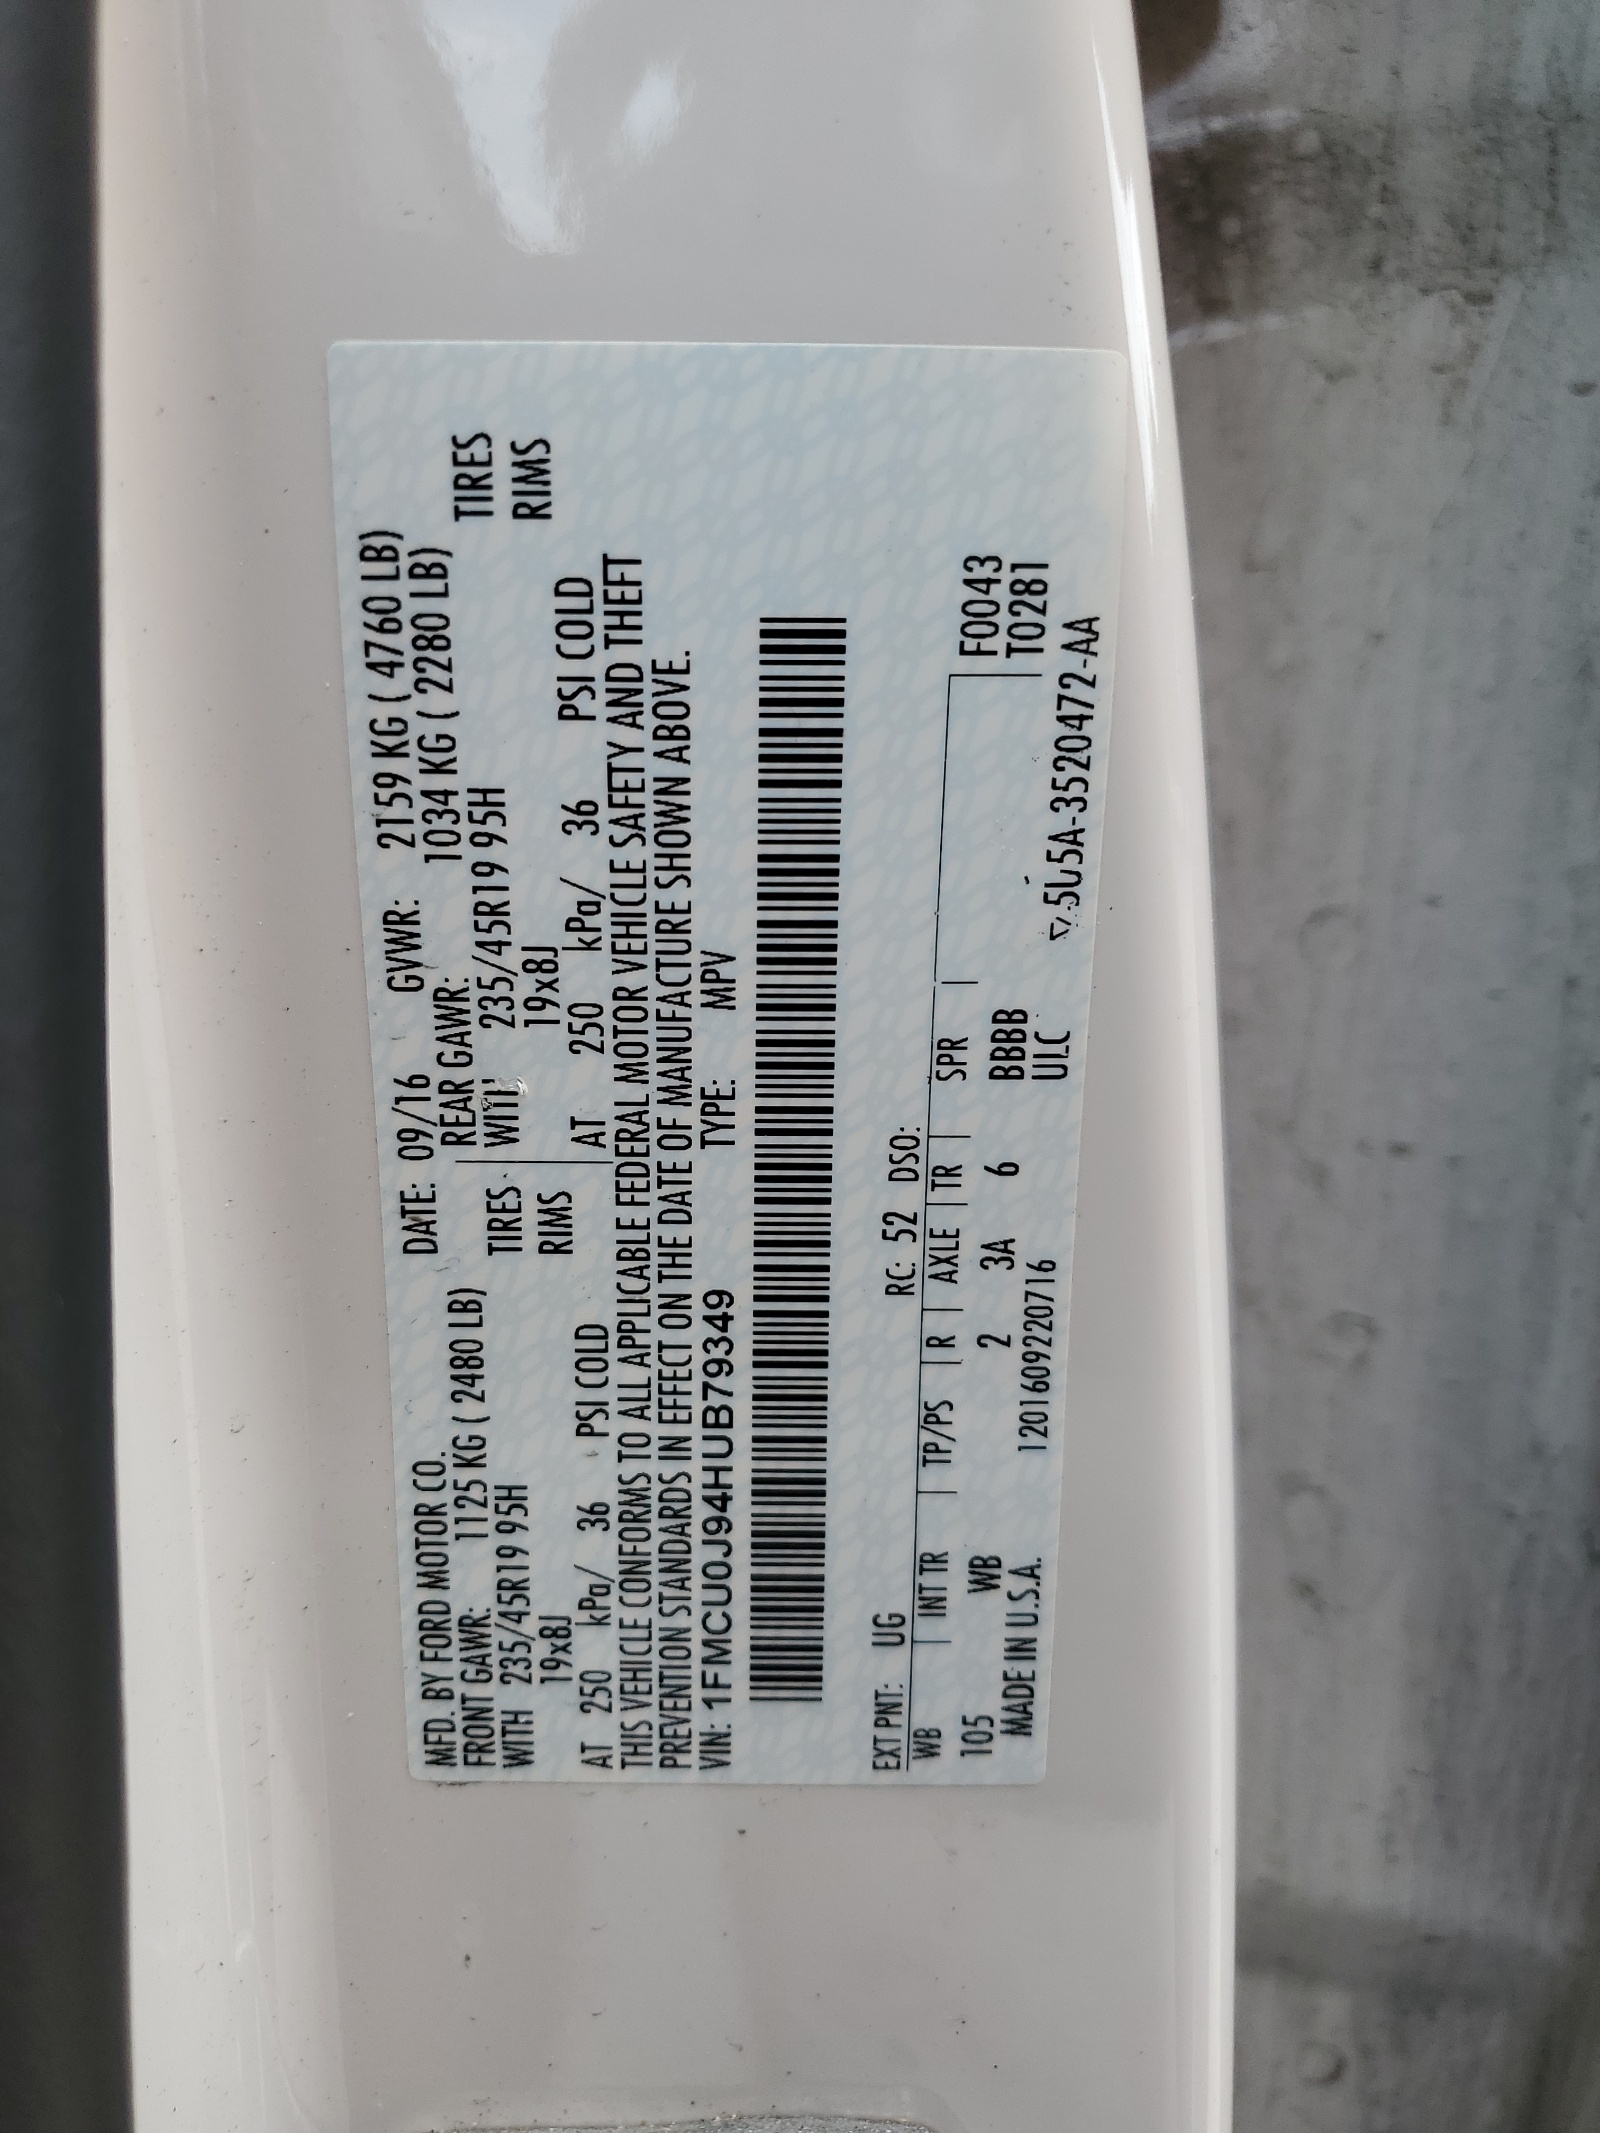 MFD. BY FORD MOTOR CO. DATE: 09/16 GVWR: 2159 KG ( 4760 LB)
FRONT GAWR: 1125 KG ( 2480 LB) REAR GAWR: 1034 KG ( 2280 LB)
WITH 235/45R19 95H TIRES WITH 235/45R19 95H TIRES
19x8J RIMS 19x8J RIMS
AT 250 kPa/ 36 PSI COLD AT 250 kPa/ 36 PSI COLD
THIS VEHICLE CONFORMS TO ALL APPLICABLE FEDERAL MOTOR VEHICLE SAFETY AND THEFT
PREVENTION STANDARDS IN EFFECT ON THE DATE OF MANUFACTURE SHOWN ABOVE.
VIN: 1FMCU0J94HUB79349 TYPE: MPV
EXT PNT: UG RC: 52 DSO:
WB | INT TR | TP/PS | R | AXLE | TR | SPR |
105 WB 2 3A 6 BBBB F0043
MADE IN U.S.A. 120160922071​6 ULC T0281
5U5A-3520472-AA